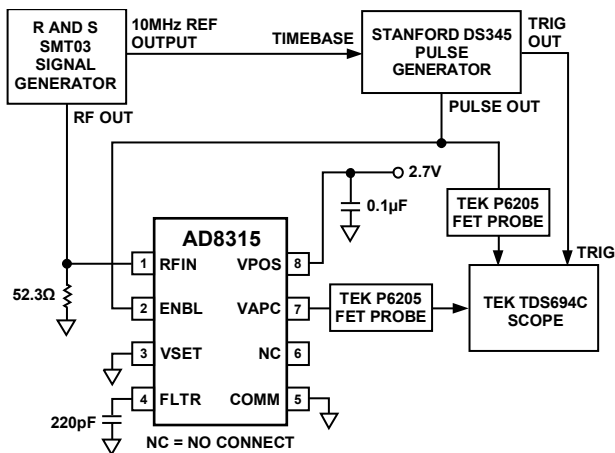 R AND S
SMT03
SIGNAL
GENERATOR
10MHz REF
OUTPUT
TIMEBASE
STANFORD DS345
PULSE
GENERATOR
TRIG
OUT
RF OUT
PULSE OUT
2.7V
0.1µF
TEK P6205
FET PROBE
TRIG
AD8315
1 RFIN VPOS 8
52.3Ω
2 ENBL VAPC 7
TEK P6205
FET PROBE
TEK TDS694C
SCOPE
3 VSET NC 6
4 FLTR COMM 5
220pF
NC = NO CONNECT